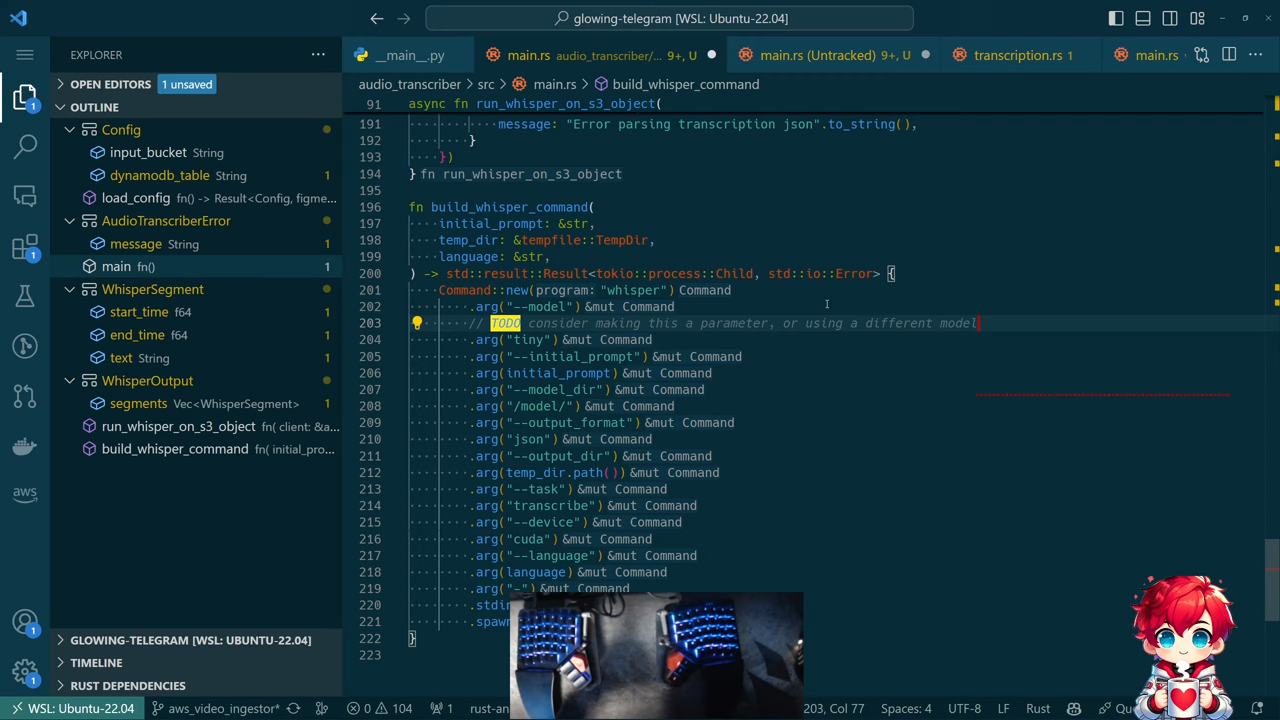 glowing-telegram [WSL: Ubuntu-22.04]
EXPLORER
__main__.py
main.rs audio_transcriber/... 9+, U
main.rs (Untracked) 9+, U
transcription.rs 1
main.rs
OPEN EDITORS 1 unsaved
OUTLINE
Config
input_bucket String
dynamodb_table String 1
load_config fn() -> Result<Config, figme...
AudioTranscriberError
message String 1
main fn() 1
WhisperSegment
start_time f64 1
end_time f64 1
text String 1
WhisperOutput
segments Vec<WhisperSegment> 1
run_whisper_on_s3_object fn( client: &a...
build_whisper_command fn( initial_pro...
GLOWING-TELEGRAM [WSL: UBUNTU-22.04]
TIMELINE
RUST DEPENDENCIES
aws
1
1
1
1
audio_transcriber > src > main.rs > build_whisper_command
91 async fn run_whisper_on_s3_object(
191 message: "Error parsing transcription json".to_string(),
192 }
193 })
194 } fn run_whisper_on_s3_object
195
196 fn build_whisper_command(
197 initial_prompt: &str,
198 temp_dir: &tempfile::TempDir,
199 language: &str,
200 ) -> std::result::Result<tokio::process::Child, std::io::Error> {
201 Command::new(program: "whisper") Command
202 .arg("--model") &mut Command
203 // TODO consider making this a parameter, or using a different model
204 .arg("tiny") &mut Command
205 .arg("--initial_prompt") &mut Command
206 .arg(initial_prompt) &mut Command
207 .arg("--model_dir") &mut Command
208 .arg("/model/") &mut Command
209 .arg("--output_format") &mut Command
210 .arg("json") &mut Command
211 .arg("--output_dir") &mut Command
212 .arg(temp_dir.path()) &mut Command
213 .arg("--task") &mut Command
214 .arg("transcribe") &mut Command
215 .arg("--device") &mut Command
216 .arg("cuda") &mut Command
217 .arg("--language") &mut Command
218 .arg(language) &mut Command
219 .arg("-") &mut Command
220
221
222 }
223
WSL: Ubuntu-22.04 aws_video_ingestor* 0 104 1 Spaces: 4 UTF-8 LF Rust